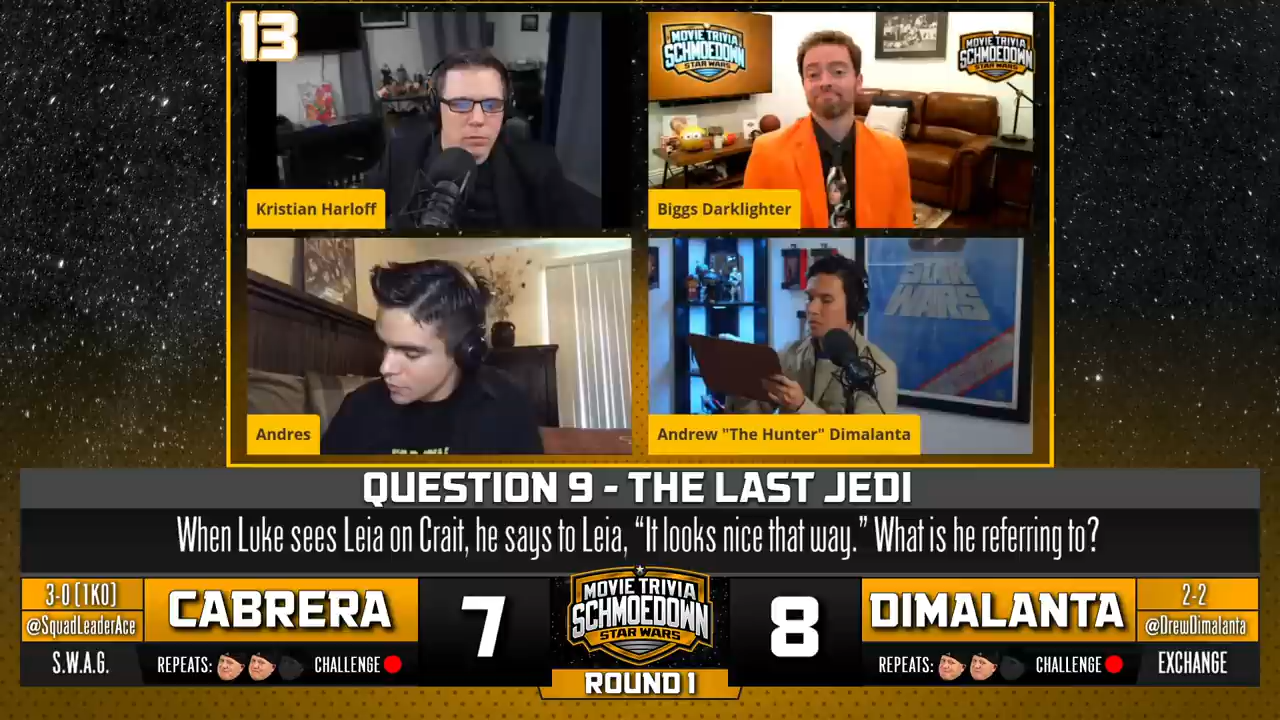 13
MOVIE TRIVIA
SCHMOEDOWN
STAR WARS
MOVIE TRIVIA
SCHMOEDOWN
STAR WARS
Kristian Harloff
Biggs Darklighter
STAR
WARS
Andres
Andrew "The Hunter" Dimalanta
QUESTION 9 - THE LAST JEDI
When Luke sees Leia on Crait, he says to Leia, “It looks nice that way.” What is he referring to?
3-0 (1KO)
@SquadLeaderAce
CABRERA
7
MOVIE TRIVIA
SCHMOEDOWN
STAR WARS
8
DIMALANTA
2-2
@DrewDimalanta
S.W.A.G.
REPEATS:
CHALLENGE
ROUND 1
REPEATS:
CHALLENGE
EXCHANGE